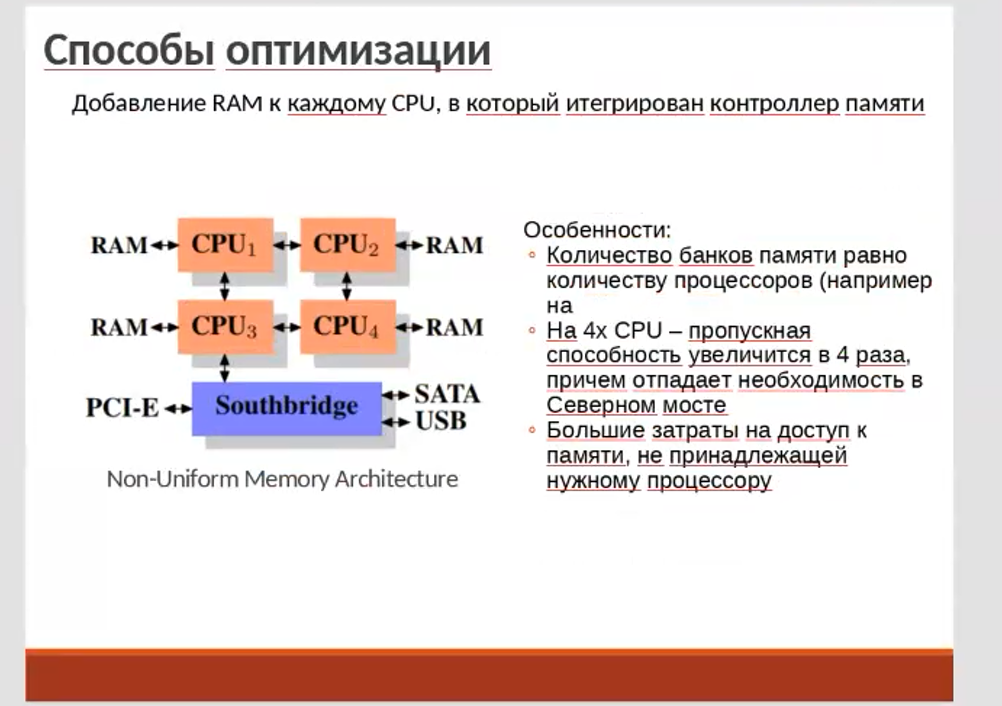 Способы оптимизации
Добавление RAM к каждому CPU, в который итегрирован контроллер памяти
RAM CPU1 CPU2 RAM
RAM CPU3 CPU4 RAM
PCI-E Southbridge SATA
USB
Non-Uniform Memory Architecture
Особенности:
Количество банков памяти равно
количеству процессоров (например
на
На 4х CPU – пропускная
способность увеличится в 4 раза,
причем отпадает необходимость в
Северном мосте
Большие затраты на доступ к
памяти, не принадлежащей
нужному процессору